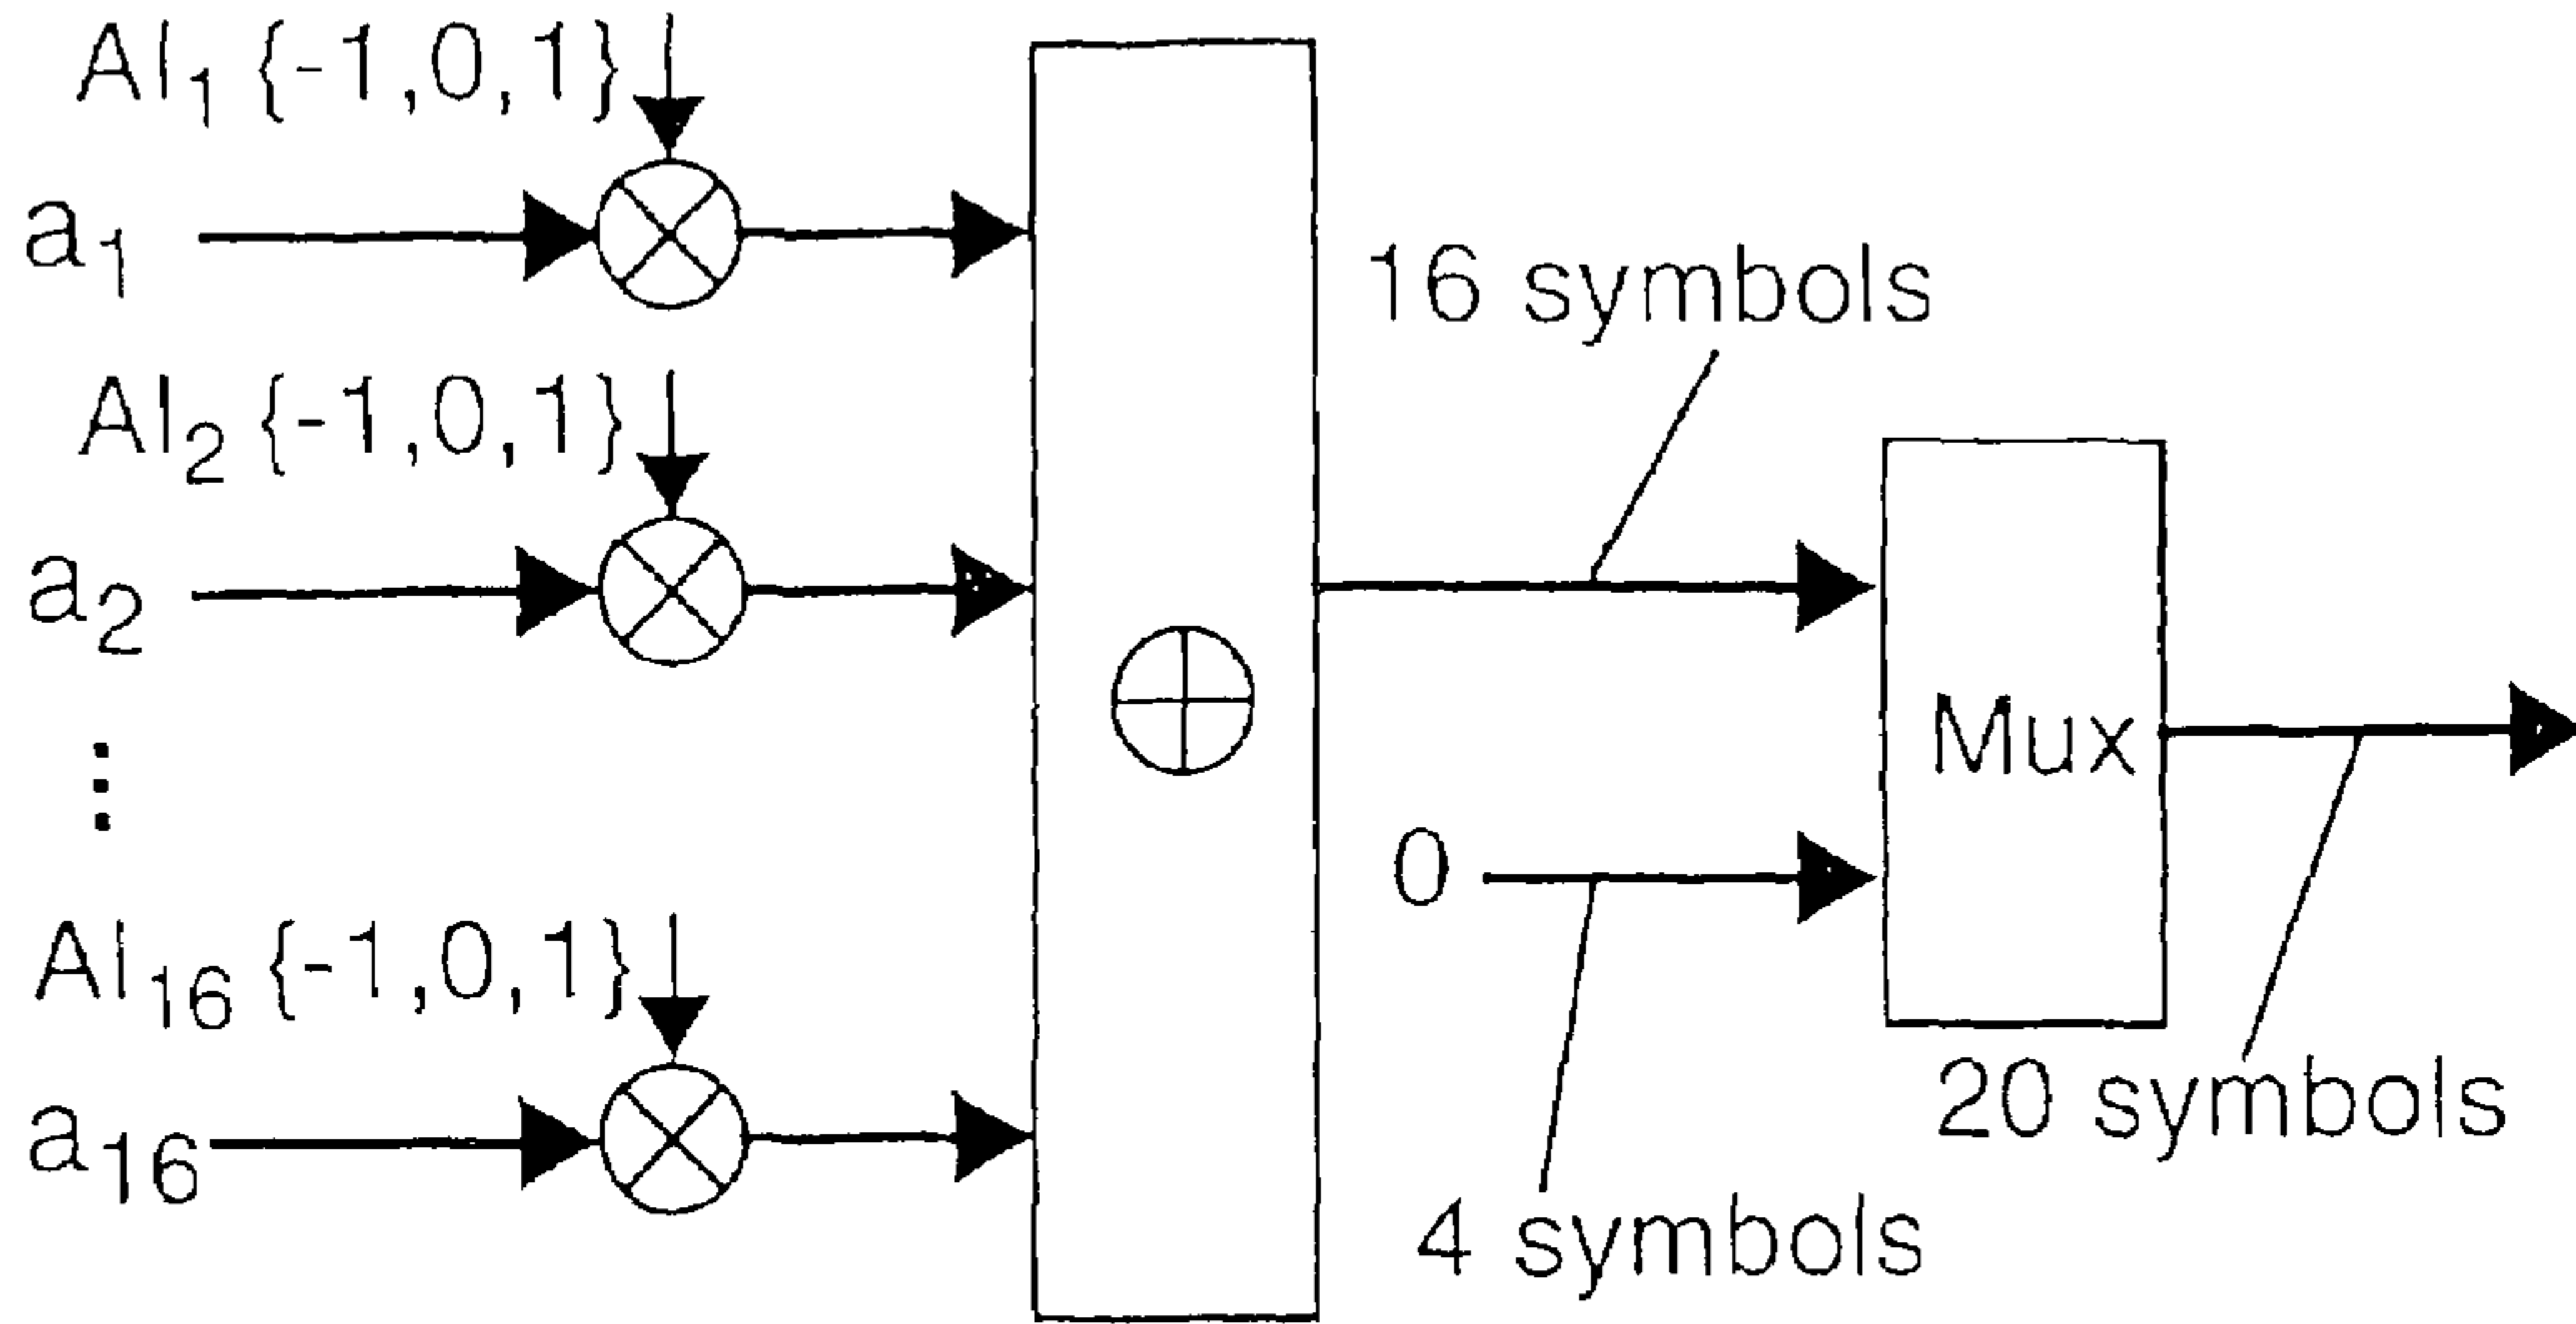 AI₁ {-1,0,1}
a₁
16 symbols
AI₂ {-1,0,1}
a₂
Mux
0
AI₁₆ {-1,0,1}
20 symbols
a₁₆
4 symbols